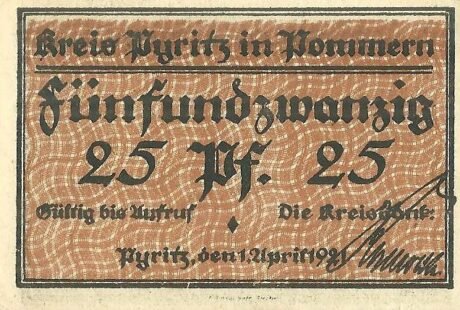 Kreis Pyritz in Pommern
Fünfundzwanzig
25 Pf. 25
Gültig bis Aufruf Die Kreisbank:
Pyritz, den 1. April 1921